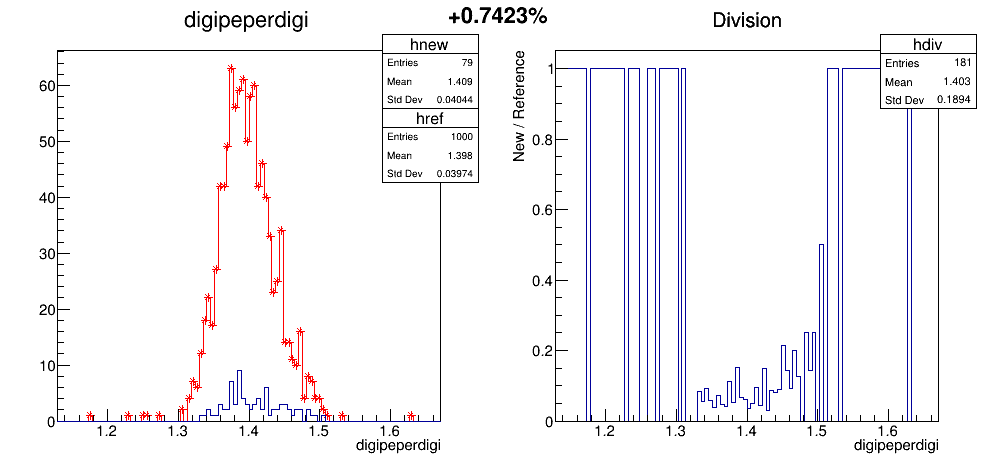 +0.7423%
digipeperdigi
hnew
Entries 79
Mean 1.409
Std Dev 0.04044
href
Entries 1000
Mean 1.398
Std Dev 0.03974
60
50
40
30
20
10
0
1.2 1.3 1.4 1.5 1.6
digipeperdigi
Division
hdiv
Entries 181
Mean 1.403
Std Dev 0.1894
New / Reference
1
0.8
0.6
0.4
0.2
0
1.2 1.3 1.4 1.5 1.6
digipeperdigi